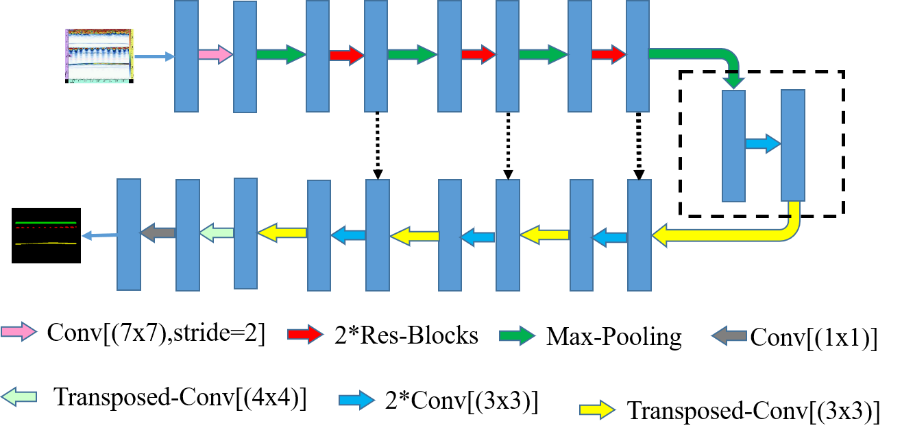 Conv[(7x7),stride=2]
2*Res-Blocks
Max-Pooling
Conv[(1x1)]
Transposed-Conv[(4x4)]
2*Conv[(3x3)]
Transposed-Conv[(3x3)]